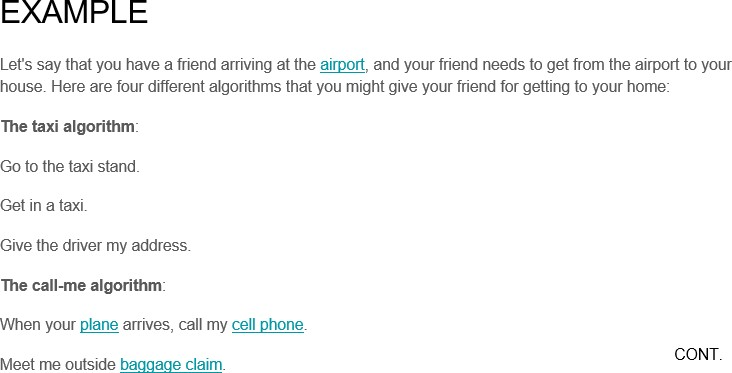 EXAMPLE
Let's say that you have a friend arriving at the airport, and your friend needs to get from the airport to your
house. Here are four different algorithms that you might give your friend for getting to your home:
The taxi algorithm:
Go to the taxi stand.
Get in a taxi.
Give the driver my address.
The call-me algorithm:
When your plane arrives, call my cell phone.
Meet me outside baggage claim.
CONT.